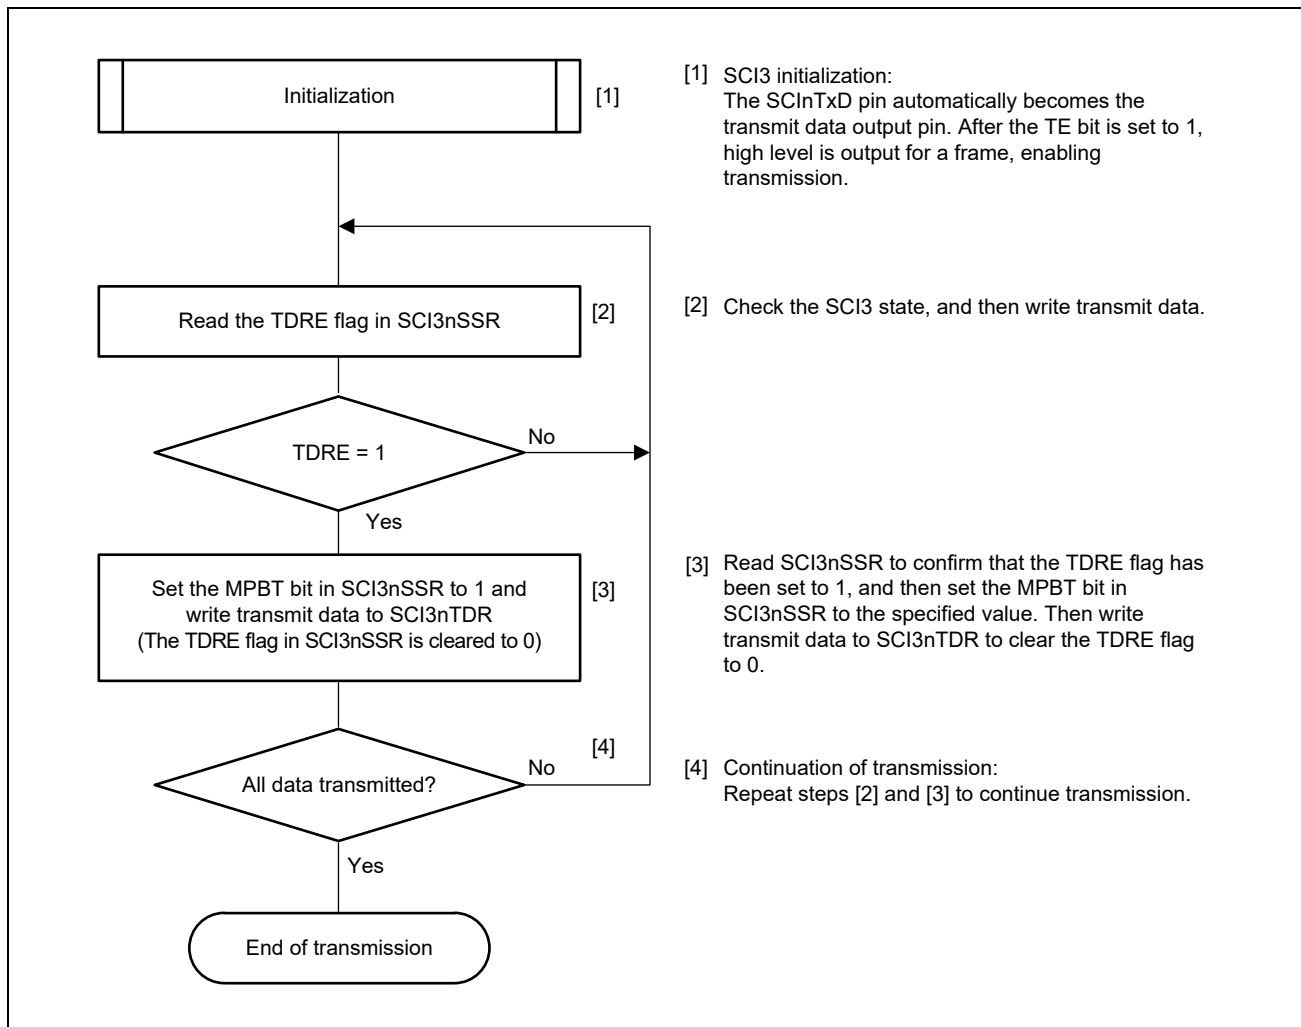 Initialization
[1]
[1] SCI3 initialization:
The SCInTxD pin automatically becomes the
transmit data output pin. After the TE bit is set to 1,
high level is output for a frame, enabling
transmission.
Read the TDRE flag in SCI3nSSR
[2]
[2] Check the SCI3 state, and then write transmit data.
TDRE = 1
No
Yes
Set the MPBT bit in SCI3nSSR to 1 and
write transmit data to SCI3nTDR
(The TDRE flag in SCI3nSSR is cleared to 0)
[3]
[3] Read SCI3nSSR to confirm that the TDRE flag has
been set to 1, and then set the MPBT bit in
SCI3nSSR to the specified value. Then write
transmit data to SCI3nTDR to clear the TDRE flag
to 0.
All data transmitted?
No
[4]
[4] Continuation of transmission:
Repeat steps [2] and [3] to continue transmission.
Yes
End of transmission